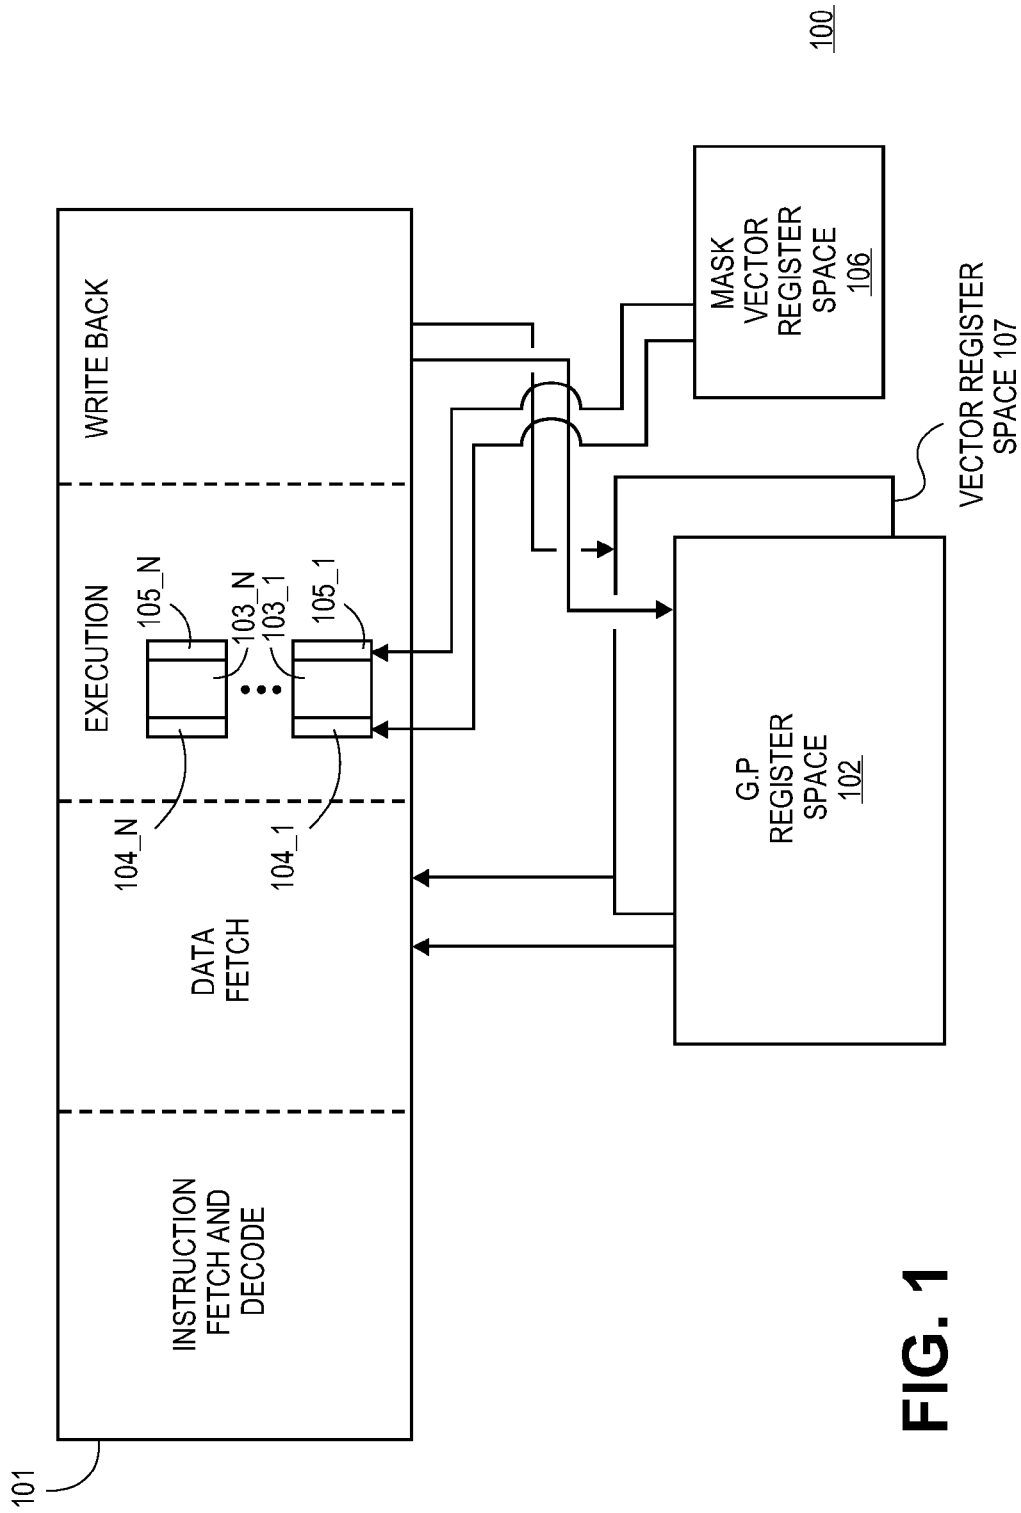 101
INSTRUCTION
FETCH AND
DECODE
DATA
FETCH
EXECUTION
WRITE BACK
104_N
105_N
103_N
103_1
104_1
105_1
G.P
REGISTER
SPACE
102
MASK
VECTOR
REGISTER
SPACE
106
VECTOR REGISTER
SPACE 107
100
FIG. 1